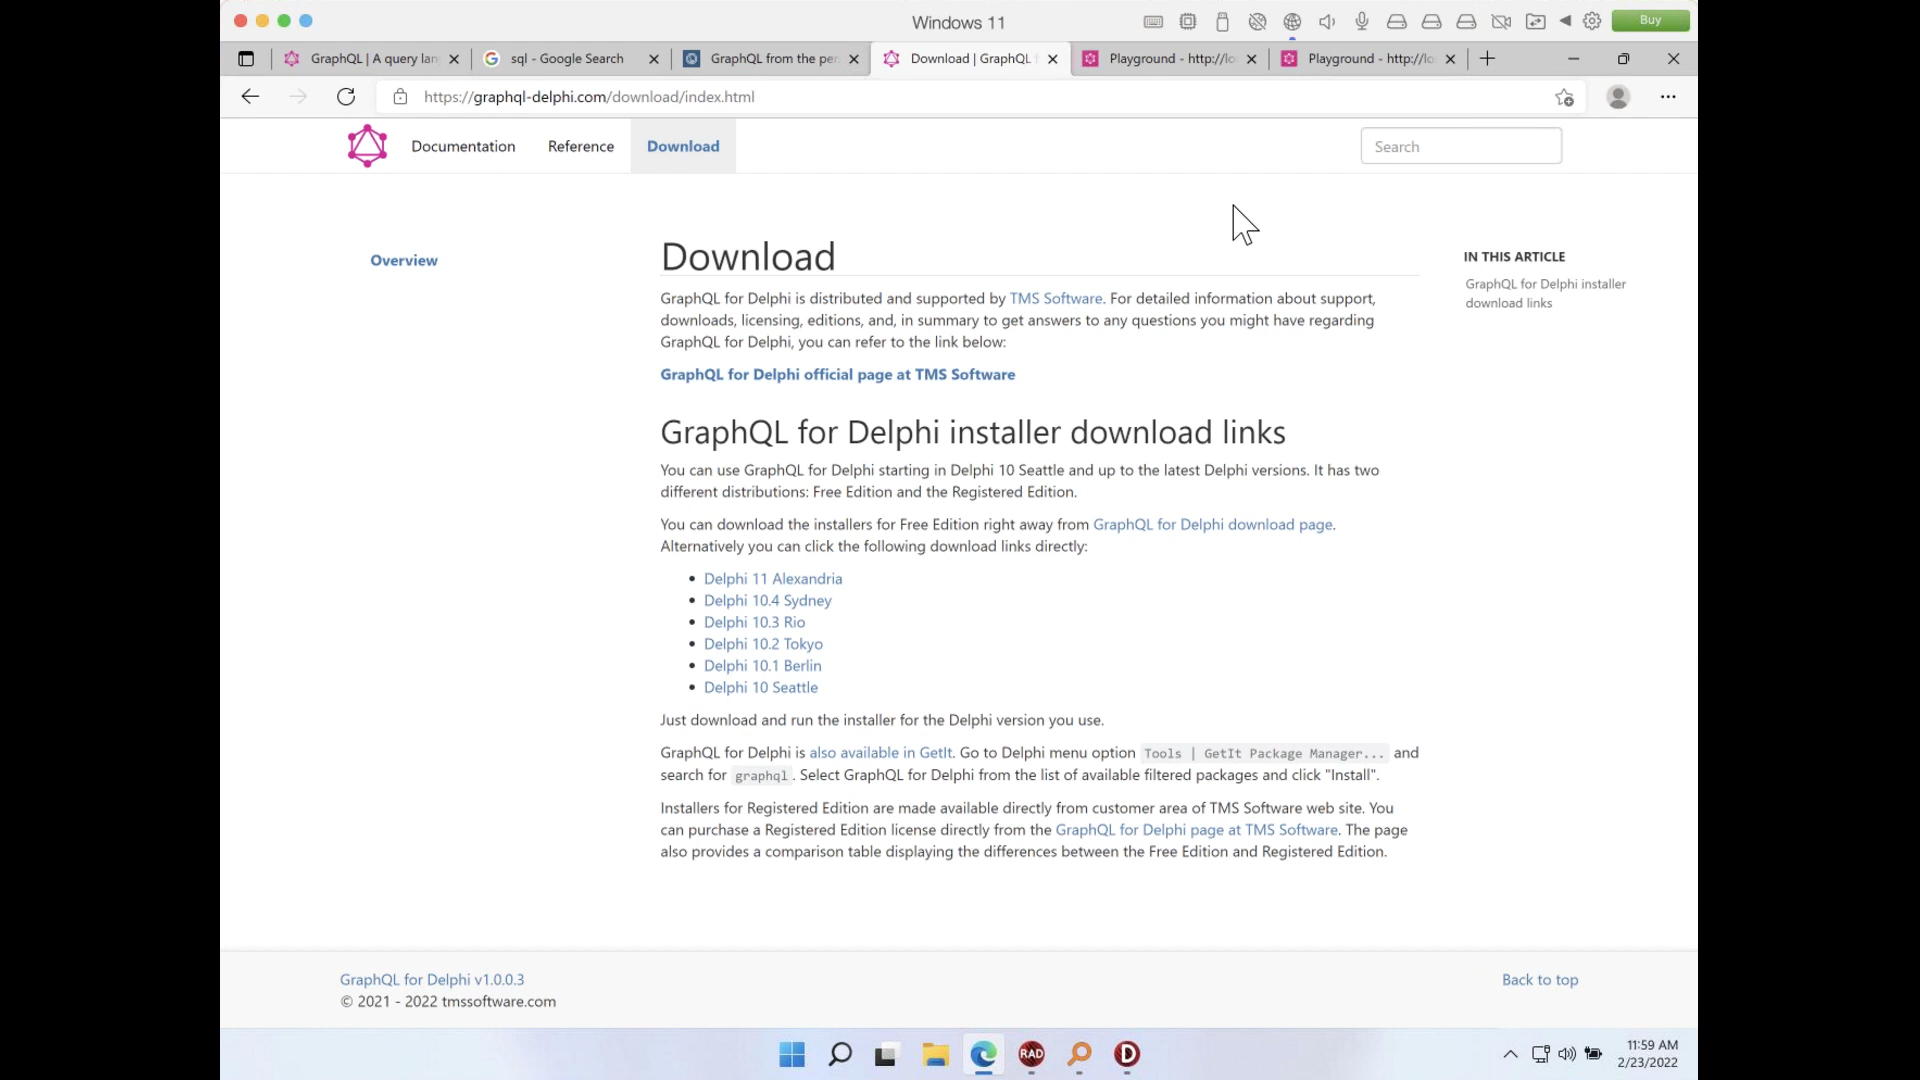 Windows 11
Buy
GraphQL | A query lan
sql - Google Search
GraphQL from the per
Download | GraphQL f
Playground - http://lo
Playground - http://lo
https://graphql-delphi.com/download/index.html
Documentation
Reference
Download
Search
Overview
Download
GraphQL for Delphi is distributed and supported by TMS Software. For detailed information about support,
downloads, licensing, editions, and, in summary to get answers to any questions you might have regarding
GraphQL for Delphi, you can refer to the link below:
GraphQL for Delphi official page at TMS Software
IN THIS ARTICLE
GraphQL for Delphi installer
download links
GraphQL for Delphi installer download links
You can use GraphQL for Delphi starting in Delphi 10 Seattle and up to the latest Delphi versions. It has two
different distributions: Free Edition and the Registered Edition.
You can download the installers for Free Edition right away from GraphQL for Delphi download page.
Alternatively you can click the following download links directly:
• Delphi 11 Alexandria
• Delphi 10.4 Sydney
• Delphi 10.3 Rio
• Delphi 10.2 Tokyo
• Delphi 10.1 Berlin
• Delphi 10 Seattle
Just download and run the installer for the Delphi version you use.
GraphQL for Delphi is also available in GetIt. Go to Delphi menu option Tools | GetIt Package Manager... and
search for graphql. Select GraphQL for Delphi from the list of available filtered packages and click "Install".
Installers for Registered Edition are made available directly from customer area of TMS Software web site. You
can purchase a Registered Edition license directly from the GraphQL for Delphi page at TMS Software. The page
also provides a comparison table displaying the differences between the Free Edition and Registered Edition.
GraphQL for Delphi v1.0.0.3
© 2021 - 2022 tmssoftware.com
Back to top
RAD
D
11:59 AM
2/23/2022